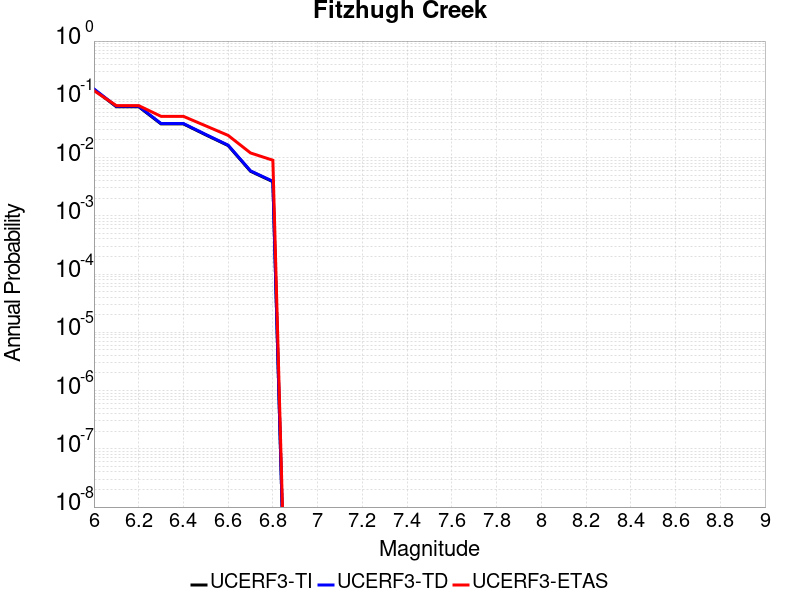 Fitzhugh Creek
10^0
10^-1
10^-2
10^-3
10^-4
10^-5
10^-6
10^-7
10^-8
Annual Probability
6 6.2 6.4 6.6 6.8 7 7.2 7.4 7.6 7.8 8 8.2 8.4 8.6 8.8 9
Magnitude
UCERF3-TI UCERF3-TD UCERF3-ETAS